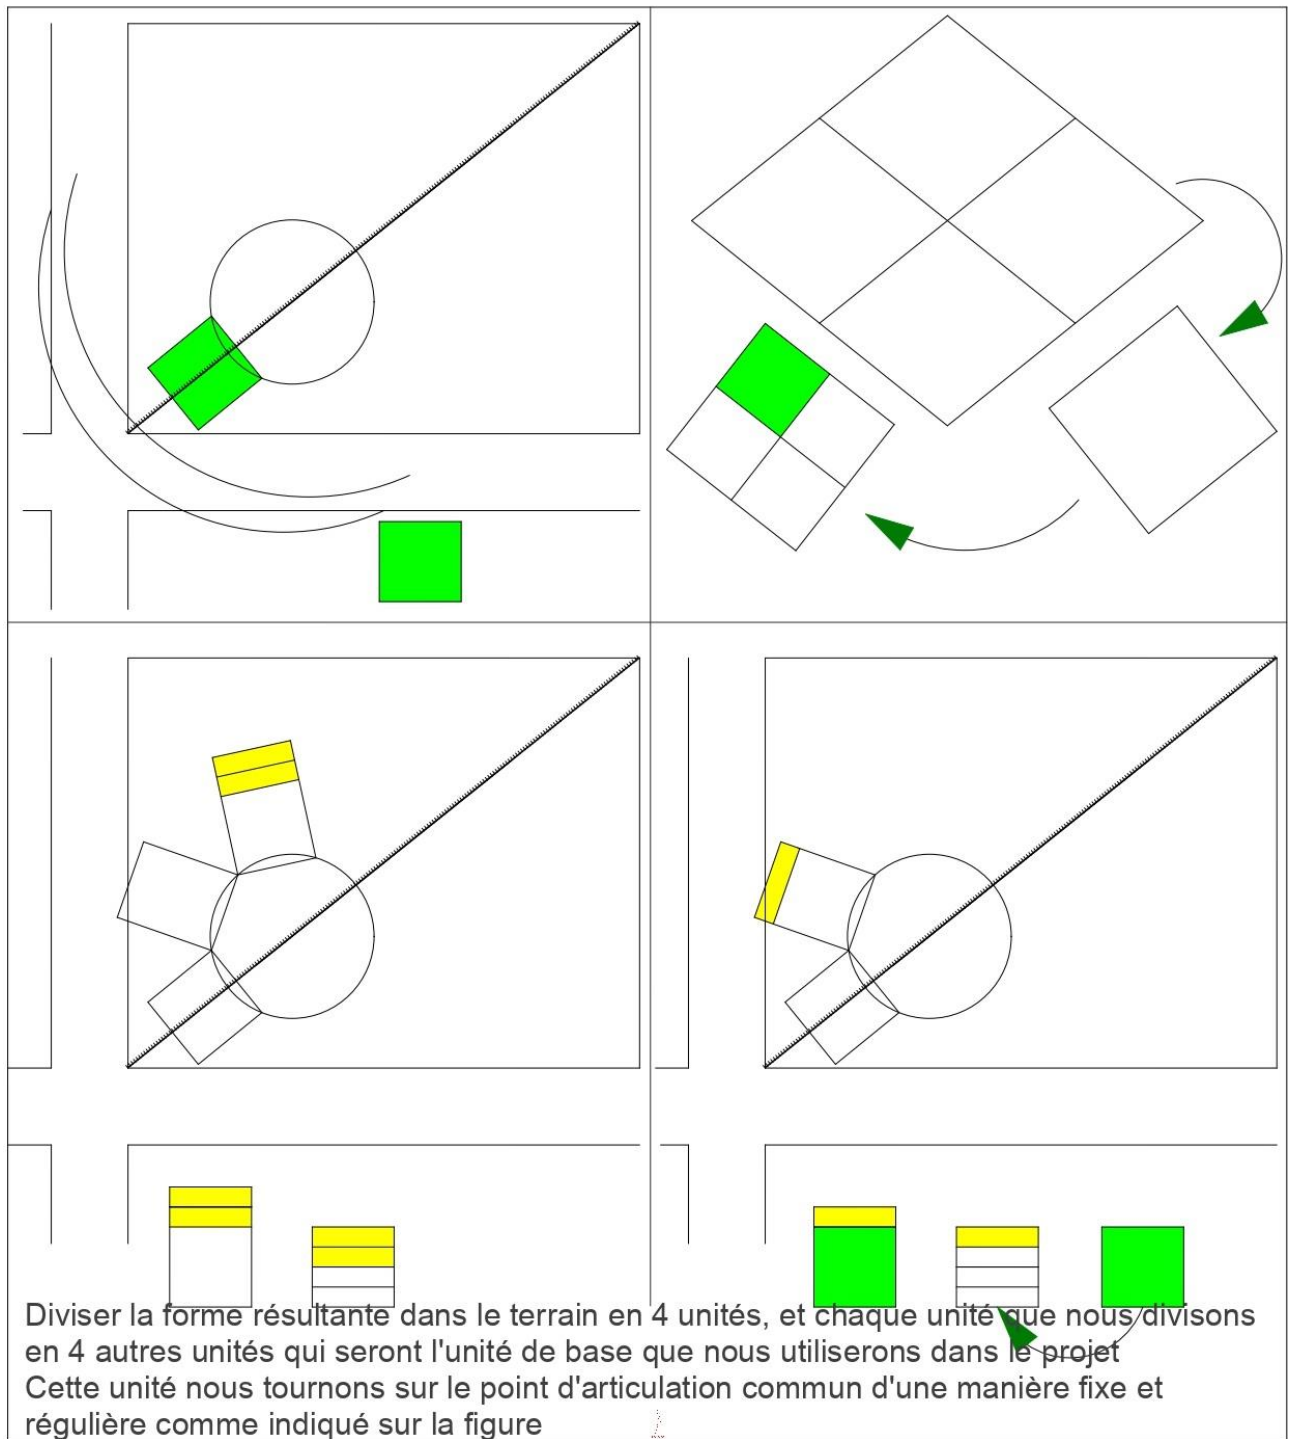 Diviser la forme résultante dans le terrain en 4 unités, et chaque unité que nous divisons
en 4 autres unités qui seront l'unité de base que nous utiliserons dans le projet
Cette unité nous tournons sur le point d'articulation commun d'une manière fixe et
régulière comme indiqué sur la figure